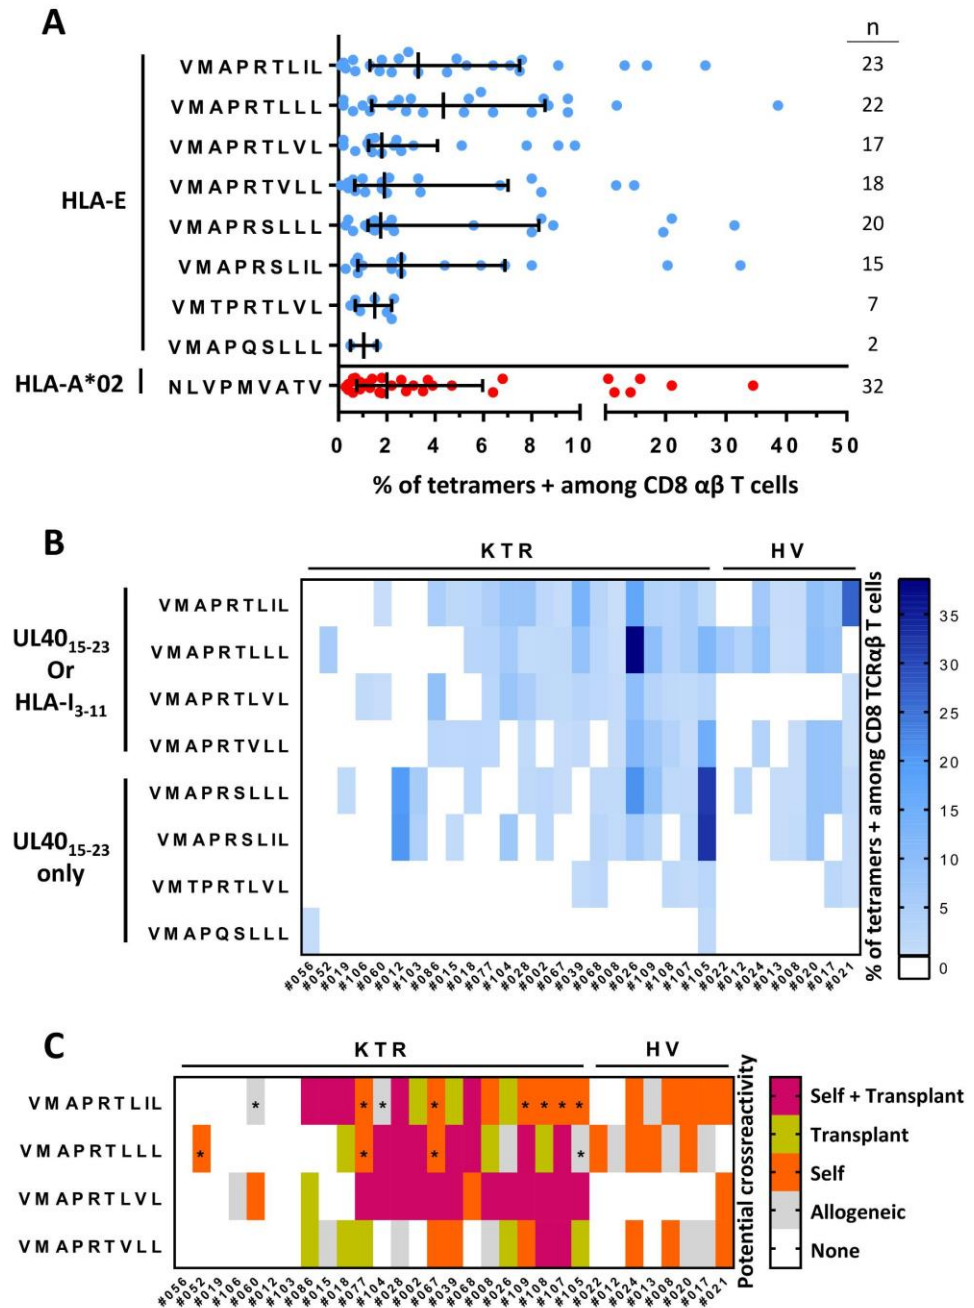 A
n
HLA-E
VMAPRTLIL 23
VMAPRTLLL 22
VMAPRTLVL 17
VMAPRTVLL 18
VMAPRSLLL 20
VMAPRSLIL 15
VMTPRTLVL 7
VMAPQSLLL 2
HLA-A*02 NLVPMVATV 32
0 2 4 6 8 10 20 30 40 50
% of tetramers + among CD8 αβ T cells
B
KTR HV
UL4015-23
Or
HLA-I3-11
VMAPRTLIL
VMAPRTLLL
VMAPRTLVL
VMAPRTVLL
UL4015-23
only
VMAPRSLLL
VMAPRSLIL
VMTPRTLVL
VMAPQSLLL
#056 #052 #019 #106 #060 #012 #103 #086 #015 #018 #077 #104 #028 #002 #067 #039 #068 #008 #026 #109 #108 #107 #105 #022 #012 #024 #013 #008 #020 #017 #021
% of tetramers + among CD8 TCRαβ T cells
35
30
25
20
15
10
5
0
C
KTR HV
VMAPRTLIL * * * * * * * *
VMAPRTLLL * * * *
VMAPRTLVL
VMAPRTVLL
#056 #052 #019 #106 #060 #012 #103 #086 #015 #018 #077 #104 #028 #002 #067 #039 #068 #008 #026 #109 #108 #107 #105 #022 #012 #024 #013 #008 #020 #017 #021
Potential crossreactivity
Self + Transplant
Transplant
Self
Allogeneic
None